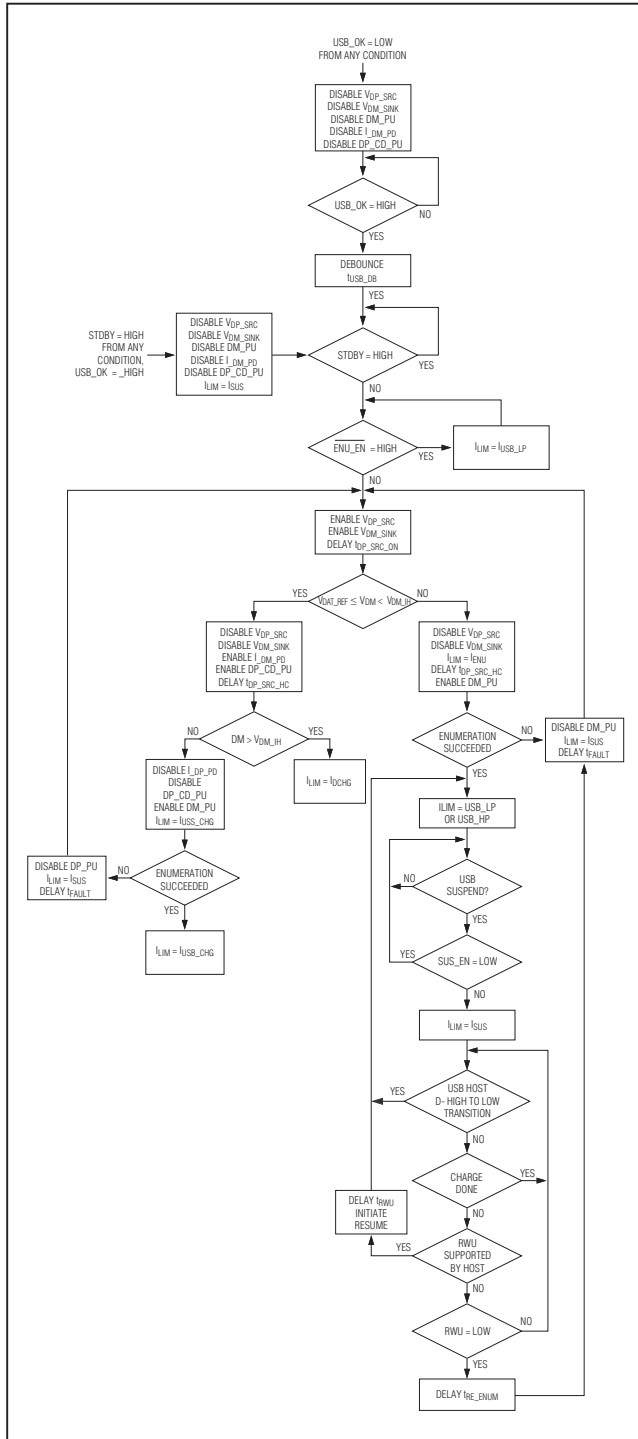 USB_OK = LOW
FROM ANY CONDITION
DISABLE VDP_SRC
DISABLE VDM_SINK
DISABLE DM_PU
DISABLE I_DM_PD
DISABLE DP_CD_PU
USB_OK = HIGH
NO
YES
DEBOUNCE
tUSB_DB
YES
STDBY = HIGH
FROM ANY
CONDITION,
USB_OK = _HIGH
DISABLE VDP_SRC
DISABLE VDM_SINK
DISABLE DM_PU
DISABLE I_DM_PD
DISABLE DP_CD_PU
ILIM = ISUS
STDBY = HIGH
YES
NO
ENU_EN = HIGH
YES
ILIM = IUSB_LP
NO
ENABLE VDP_SRC
ENABLE VDM_SINK
DELAY tDP_SRC_ON
YES
VDAT_REF ≤ VDM < VDM_IH
NO
DISABLE VDP_SRC
DISABLE VDM_SINK
ENABLE I_DM_PD
ENABLE DP_CD_PU
DELAY tDP_SRC_HC
DISABLE VDP_SRC
DISABLE VDM_SINK
ILIM = IENU
DELAY tDP_SRC_HC
ENABLE DM_PU
NO
DM > VDM_IH
YES
ENUMERATION
SUCCEEDED
NO
DISABLE DM_PU
ILIM = ISUS
DELAY tFAULT
YES
DISABLE I_DP_PD
DISABLE
DP_CD_PU
ENABLE DM_PU
ILIM = IUSS_CHG
ILIM = IDCHG
ILIM = USB_LP
OR USB_HP
DISABLE DP_PU
ILIM = ISUS
DELAY tFAULT
NO
ENUMERATION
SUCCEEDED
YES
ILIM = IUSB_CHG
NO
USB
SUSPEND?
YES
YES
SUS_EN = LOW
NO
ILIM = ISUS
YES
USB HOST
D- HIGH TO LOW
TRANSITION
NO
CHARGE
DONE
YES
NO
DELAY tRWU
INITIATE
RESUME
YES
RWU
SUPPORTED
BY HOST
NO
RWU = LOW
NO
YES
DELAY tRE_ENUM